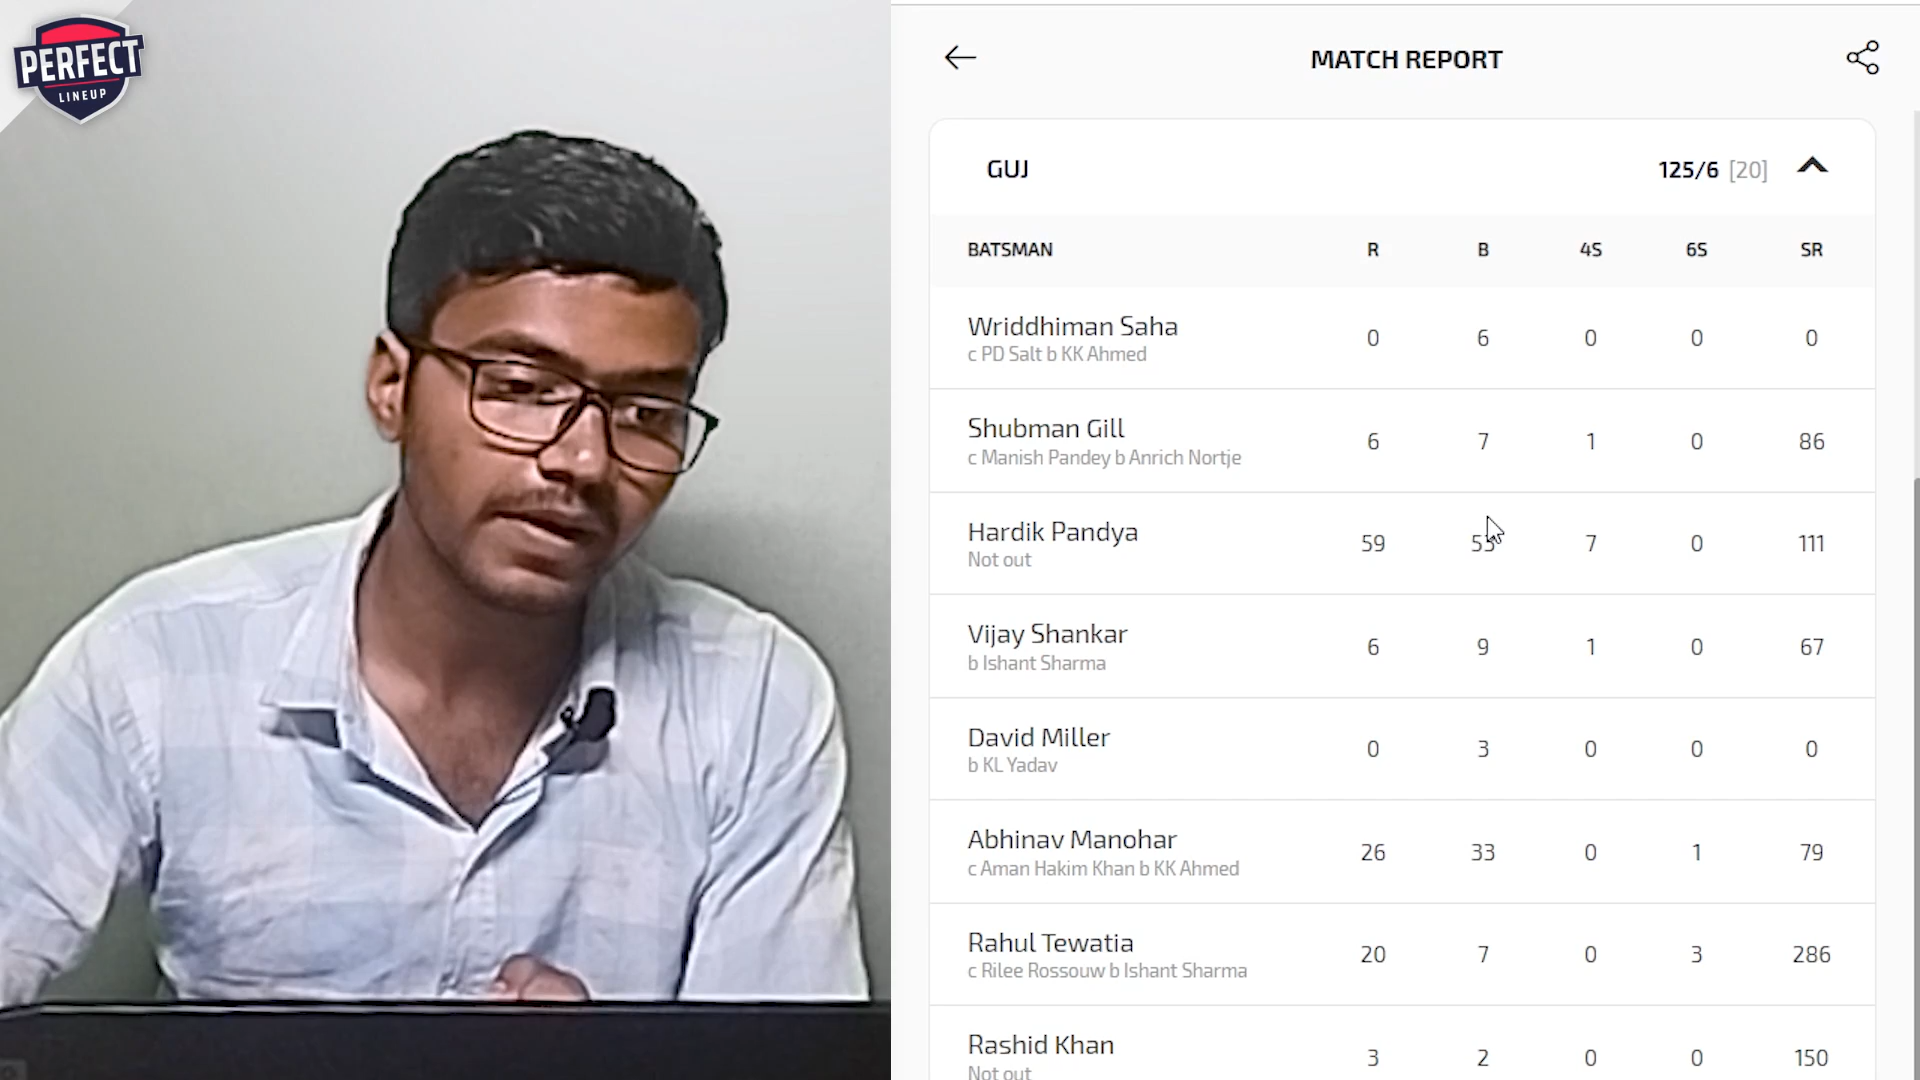 PERFECT
LINEUP
MATCH REPORT
GUJ 125/6 [20]
BATSMAN R B 4S 6S SR
Wriddhiman Saha 0 6 0 0 0
c PD Salt b KK Ahmed
Shubman Gill 6 7 1 0 86
c Manish Pandey b Anrich Nortje
Hardik Pandya 59 53 7 0 111
Not out
Vijay Shankar 6 9 1 0 67
b Ishant Sharma
David Miller 0 3 0 0 0
b KL Yadav
Abhinav Manohar 26 33 0 1 79
c Aman Hakim Khan b KK Ahmed
Rahul Tewatia 20 7 0 3 286
c Rilee Rossouw b Ishant Sharma
Rashid Khan 3 2 0 0 150
Not out